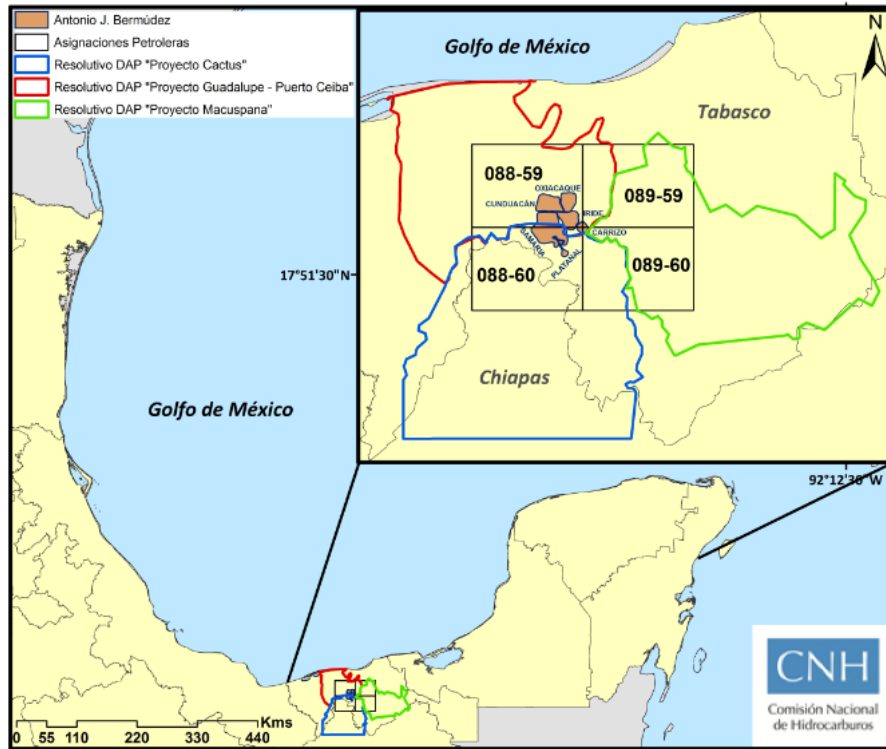 Antonio J. Bermúdez
Asignaciones Petroleras
Resolutivo DAP "Proyecto Cactus"
Resolutivo DAP "Proyecto Guadalupe - Puerto Ceiba"
Resolutivo DAP "Proyecto Macuspana"
Golfo de México
N
Tabasco
088-59
OXIACAQUE
089-59
CUNDUACÁN
IRIDE
CARRIZO
SAMARIA
PLATANAL
088-60
089-60
17°51'30"N
Chiapas
Golfo de México
92°12'30"W
Kms
0 55 110 220 330 440
CNH
Comisión Nacional
de Hidrocarburos